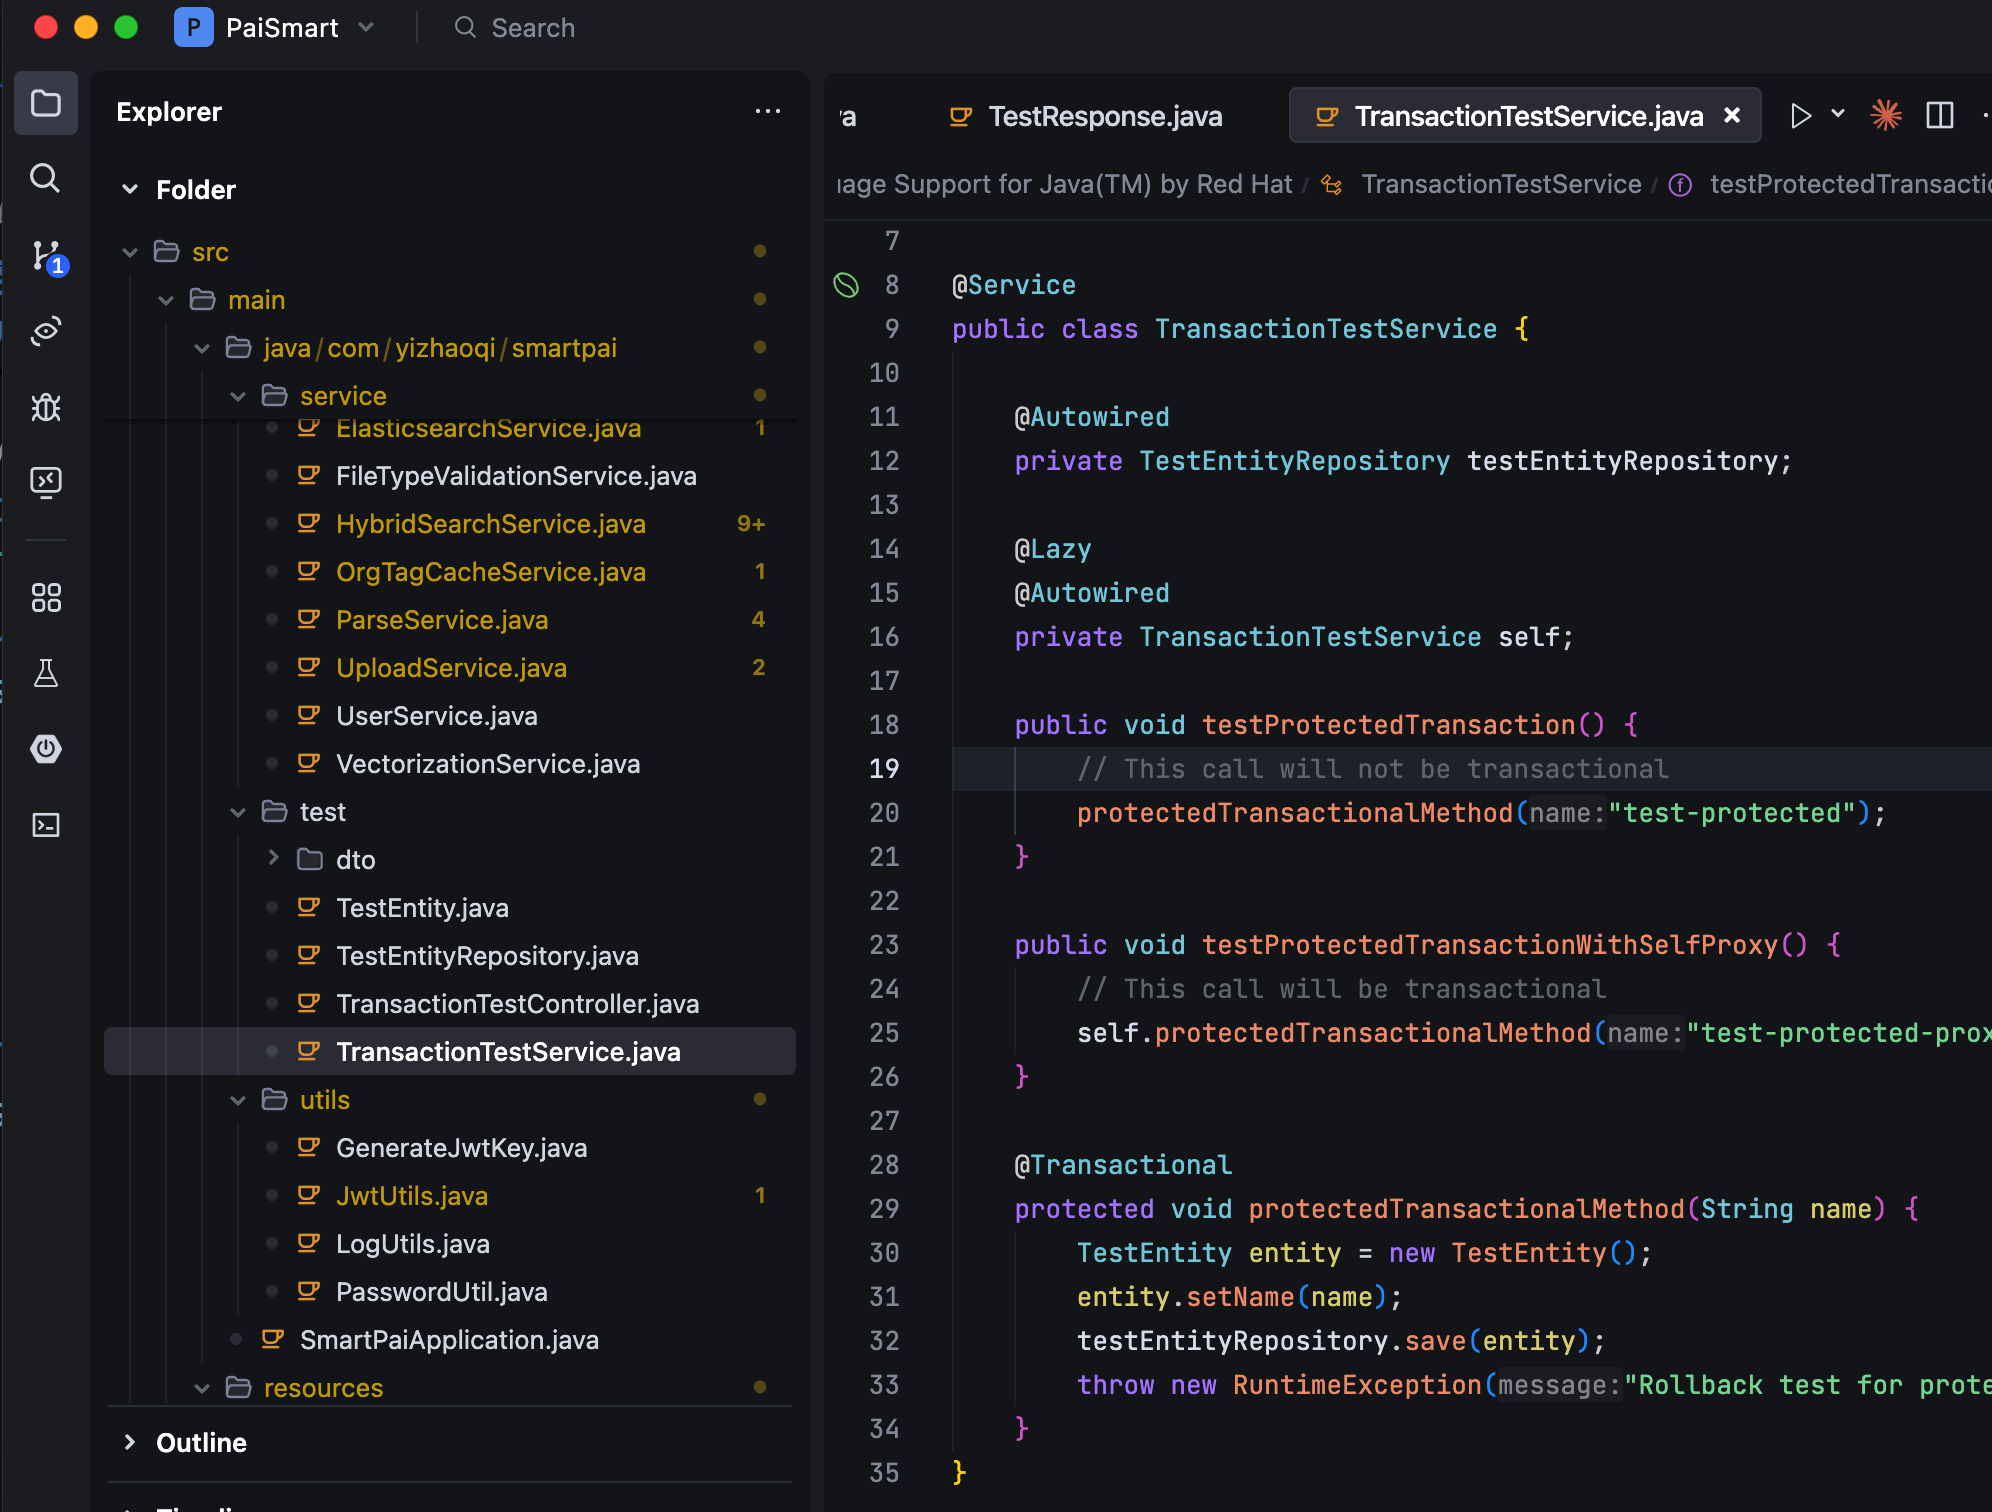 P PaiSmart Search
Explorer
Folder
src
main
java/com/yizhaoqi/smartpai
service
ElasticsearchService.java 1
FileTypeValidationService.java
HybridSearchService.java 9+
OrgTagCacheService.java 1
ParseService.java 4
UploadService.java 2
UserService.java
VectorizationService.java
test
dto
TestEntity.java
TestEntityRepository.java
TransactionTestController.java
TransactionTestService.java
utils
GenerateJwtKey.java
JwtUtils.java 1
LogUtils.java
PasswordUtil.java
SmartPaiApplication.java
resources
Outline
1
va TestResponse.java TransactionTestService.java
uage Support for Java(TM) by Red Hat / TransactionTestService / testProtectedTransactio
7
8 @Service
9 public class TransactionTestService {
10
11 @Autowired
12 private TestEntityRepository testEntityRepository;
13
14 @Lazy
15 @Autowired
16 private TransactionTestService self;
17
18 public void testProtectedTransaction() {
19 // This call will not be transactional
20 protectedTransactionalMethod(name:"test-protected");
21 }
22
23 public void testProtectedTransactionWithSelfProxy() {
24 // This call will be transactional
25 self.protectedTransactionalMethod(name:"test-protected-prox
26 }
27
28 @Transactional
29 protected void protectedTransactionalMethod(String name) {
30 TestEntity entity = new TestEntity();
31 entity.setName(name);
32 testEntityRepository.save(entity);
33 throw new RuntimeException(message:"Rollback test for prote
34 }
35 }